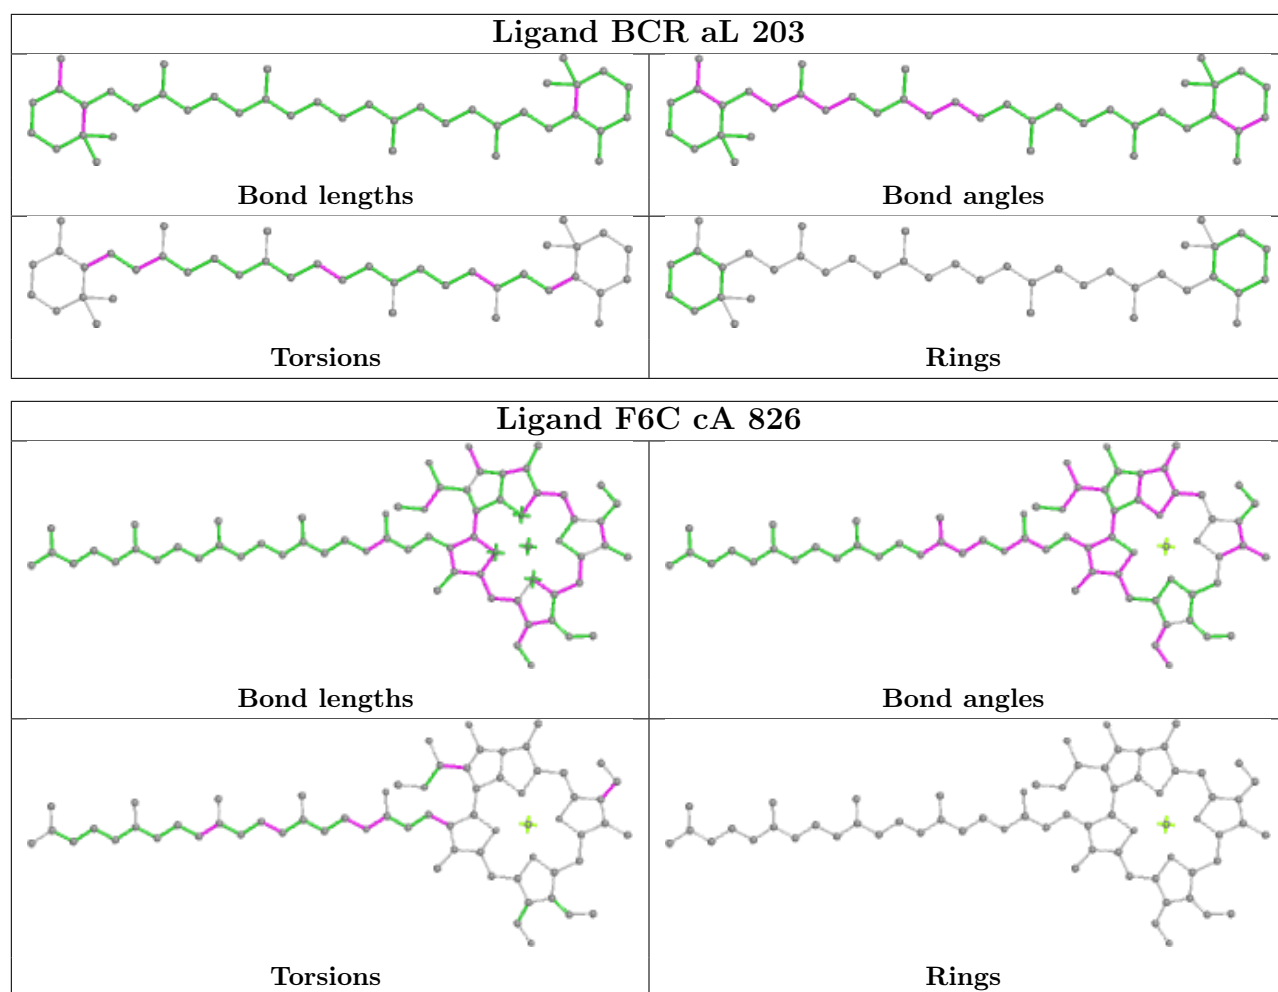 Ligand BCR aL 203
Bond lengths
Bond angles
Torsions
Rings
Ligand F6C cA 826
Bond lengths
Bond angles
Torsions
Rings